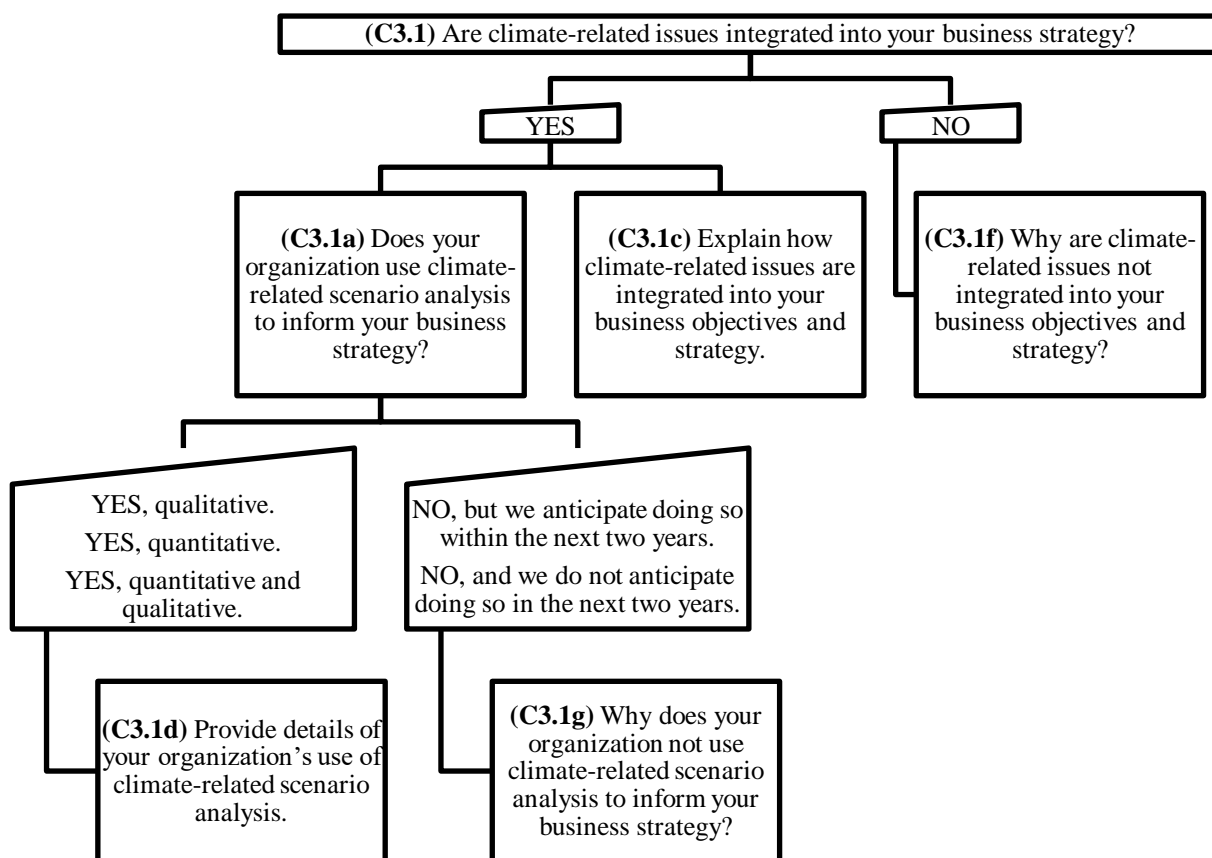 (C3.1) Are climate-related issues integrated into your business strategy?
YES
NO
(C3.1a) Does your
organization use climate-
related scenario analysis
to inform your business
strategy?
(C3.1c) Explain how
climate-related issues are
integrated into your
business objectives and
strategy.
(C3.1f) Why are climate-
related issues not
integrated into your
business objectives and
strategy?
YES, qualitative.
YES, quantitative.
YES, quantitative and
qualitative.
NO, but we anticipate doing so
within the next two years.
NO, and we do not anticipate
doing so in the next two years.
(C3.1d) Provide details of
your organization’s use of
climate-related scenario
analysis.
(C3.1g) Why does your
organization not use
climate-related scenario
analysis to inform your
business strategy?